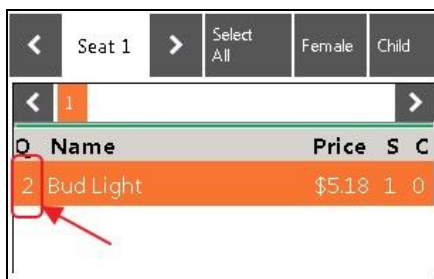 Seat 1 Select All Female Child
1
Q Name Price S C
2 Bud Light $5.18 1 0